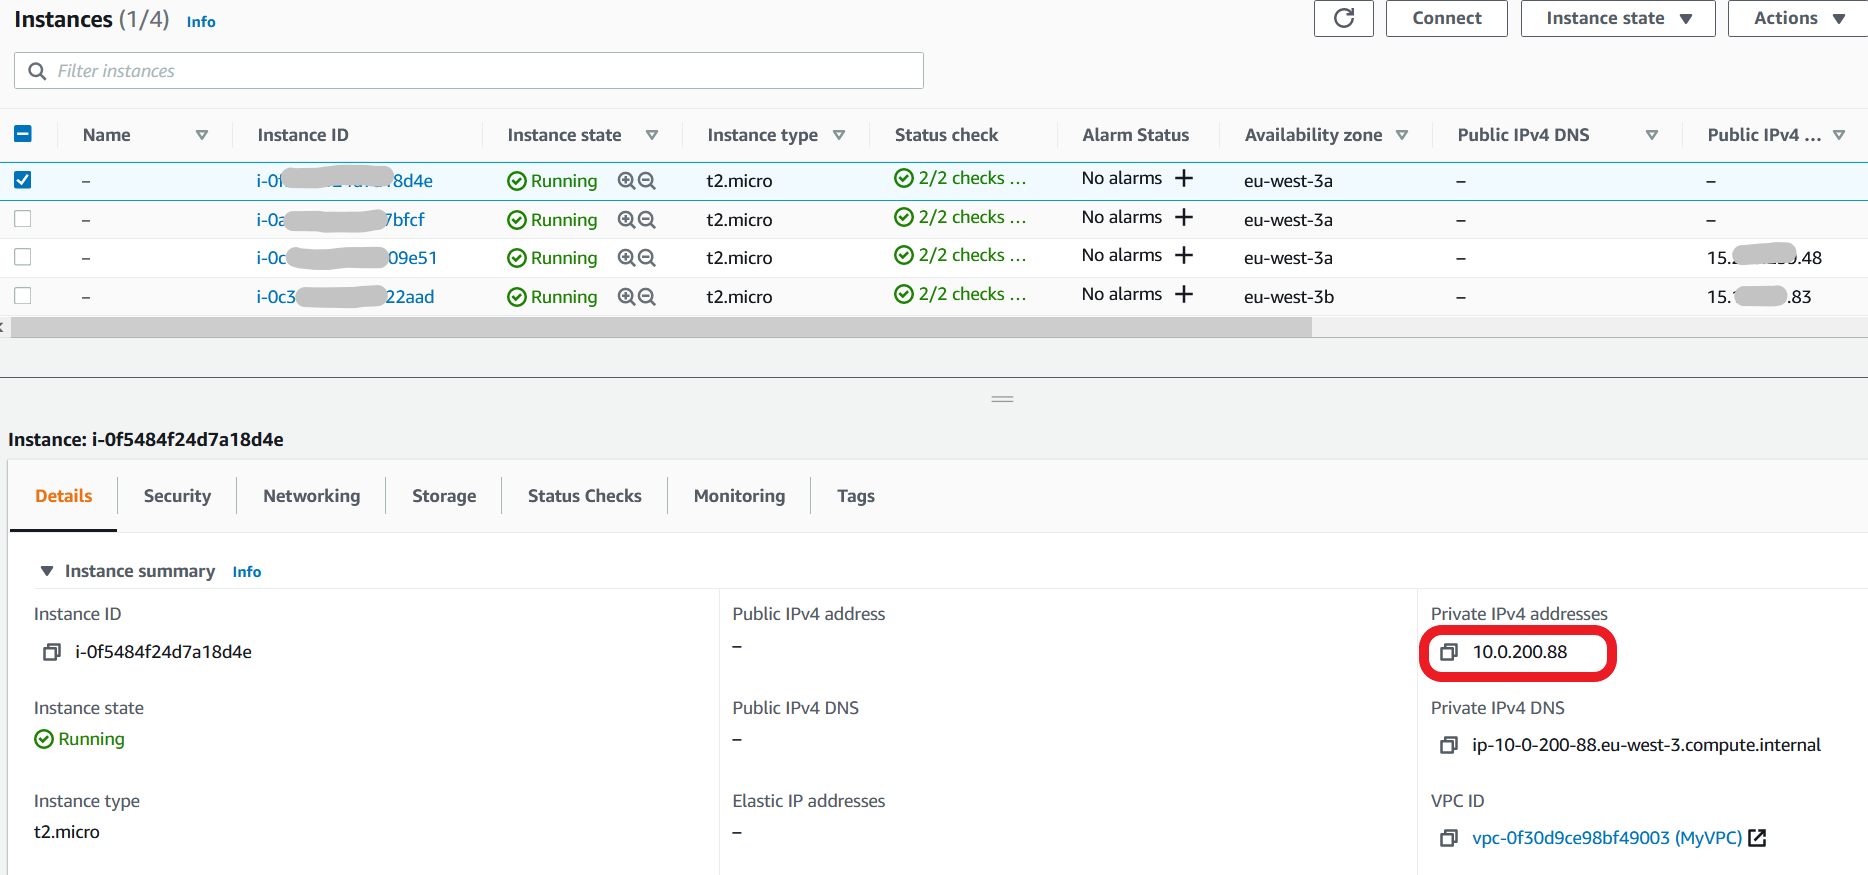 Instances (1/4) Info
Connect
Instance state
Actions
Filter instances
Name Instance ID Instance state Instance type Status check Alarm Status Availability zone Public IPv4 DNS Public IPv4 ...
– 8d4e Running t2.micro 2/2 checks ... No alarms + eu-west-3a – –
– i-0a 7bfcf Running t2.micro 2/2 checks ... No alarms + eu-west-3a – –
– i-0c 09e51 Running t2.micro 2/2 checks ... No alarms + eu-west-3a – 15. .48
– i-0c3 22aad Running t2.micro 2/2 checks ... No alarms + eu-west-3b – 15. .83
Instance: i-0f5484f24d7a18d4e
Details Security Networking Storage Status Checks Monitoring Tags
Instance summary Info
Instance ID Public IPv4 address Private IPv4 addresses
i-0f5484f24d7a18d4e – 10.0.200.88
Instance state Public IPv4 DNS Private IPv4 DNS
Running – ip-10-0-200-88.eu-west-3.compute.internal
Instance type Elastic IP addresses VPC ID
t2.micro – vpc-0f30d9ce98bf49003 (MyVPC)